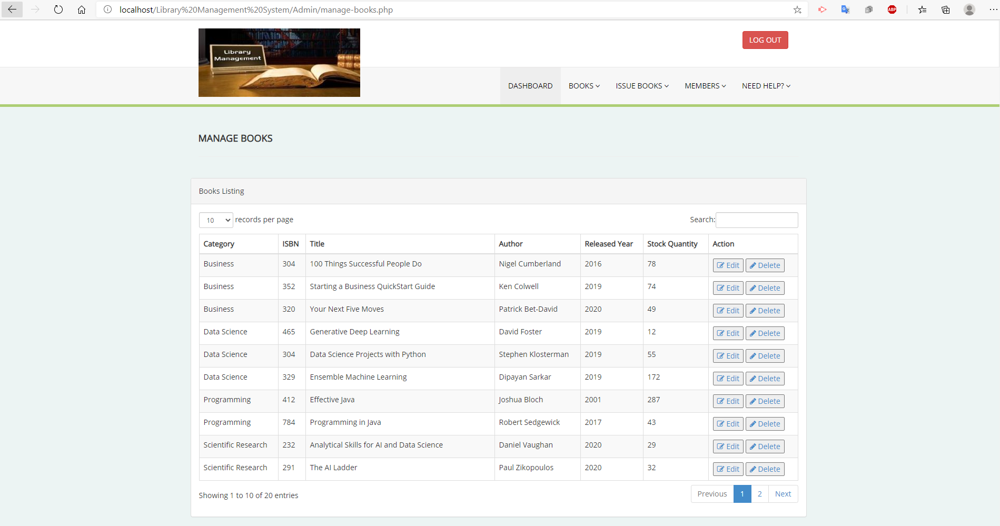 localhost/Library%20Management%20System/Admin/manage-books.php
ABP
Library
Management
LOG OUT
DASHBOARD BOOKS ISSUE BOOKS MEMBERS NEED HELP?
MANAGE BOOKS
Books Listing
10 records per page Search:
Category ISBN Title Author Released Year Stock Quantity Action
Business 304 100 Things Successful People Do Nigel Cumberland 2016 78 Edit Delete
Business 352 Starting a Business QuickStart Guide Ken Colwell 2019 74 Edit Delete
Business 320 Your Next Five Moves Patrick Bet-David 2020 49 Edit Delete
Data Science 465 Generative Deep Learning David Foster 2019 12 Edit Delete
Data Science 304 Data Science Projects with Python Stephen Klosterman 2019 55 Edit Delete
Data Science 329 Ensemble Machine Learning Dipayan Sarkar 2019 172 Edit Delete
Programming 412 Effective Java Joshua Bloch 2001 287 Edit Delete
Programming 784 Programming in Java Robert Sedgewick 2017 43 Edit Delete
Scientific Research 232 Analytical Skills for AI and Data Science Daniel Vaughan 2020 29 Edit Delete
Scientific Research 291 The AI Ladder Paul Zikopoulos 2020 32 Edit Delete
Showing 1 to 10 of 20 entries Previous 1 2 Next